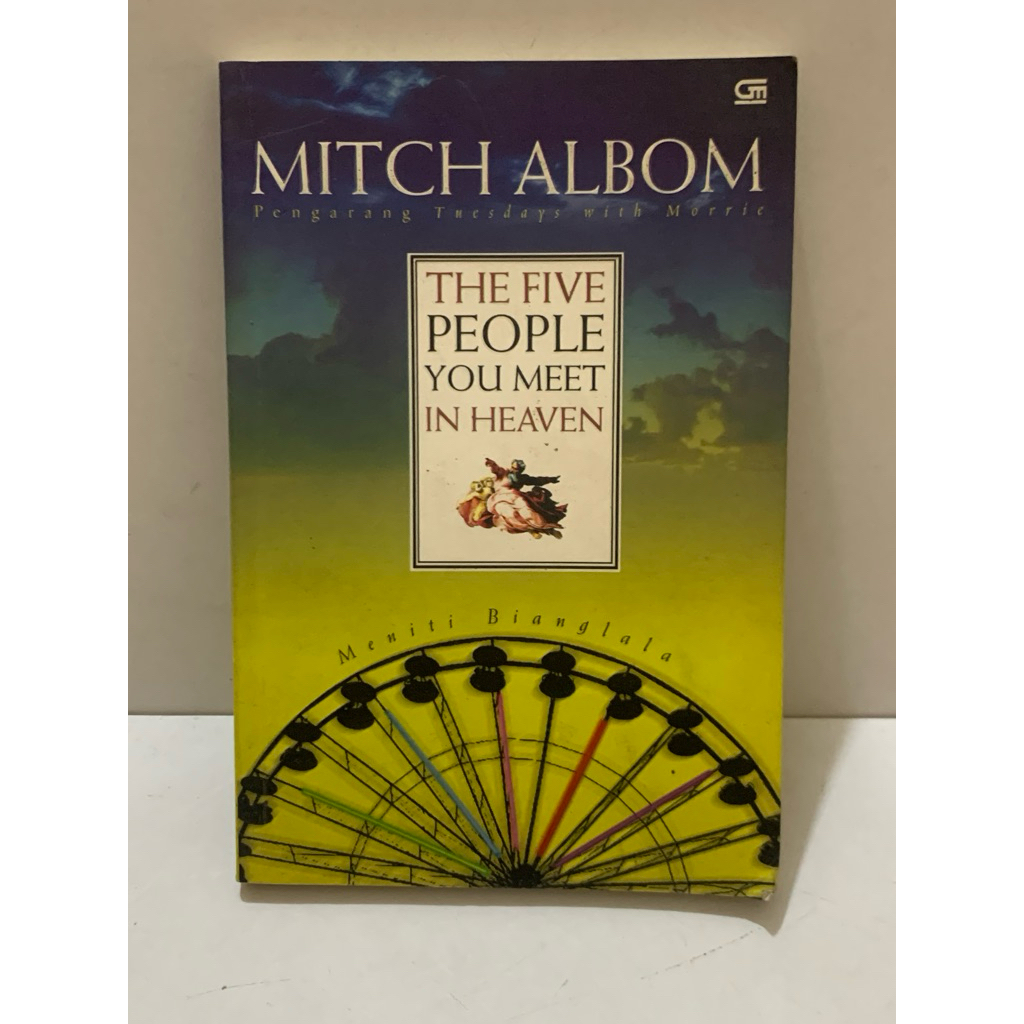 GM
MITCH ALBOM
Pengarang Tuesdays with Morrie
THE FIVE
PEOPLE
YOU MEET
IN HEAVEN
Meniti Bianglala